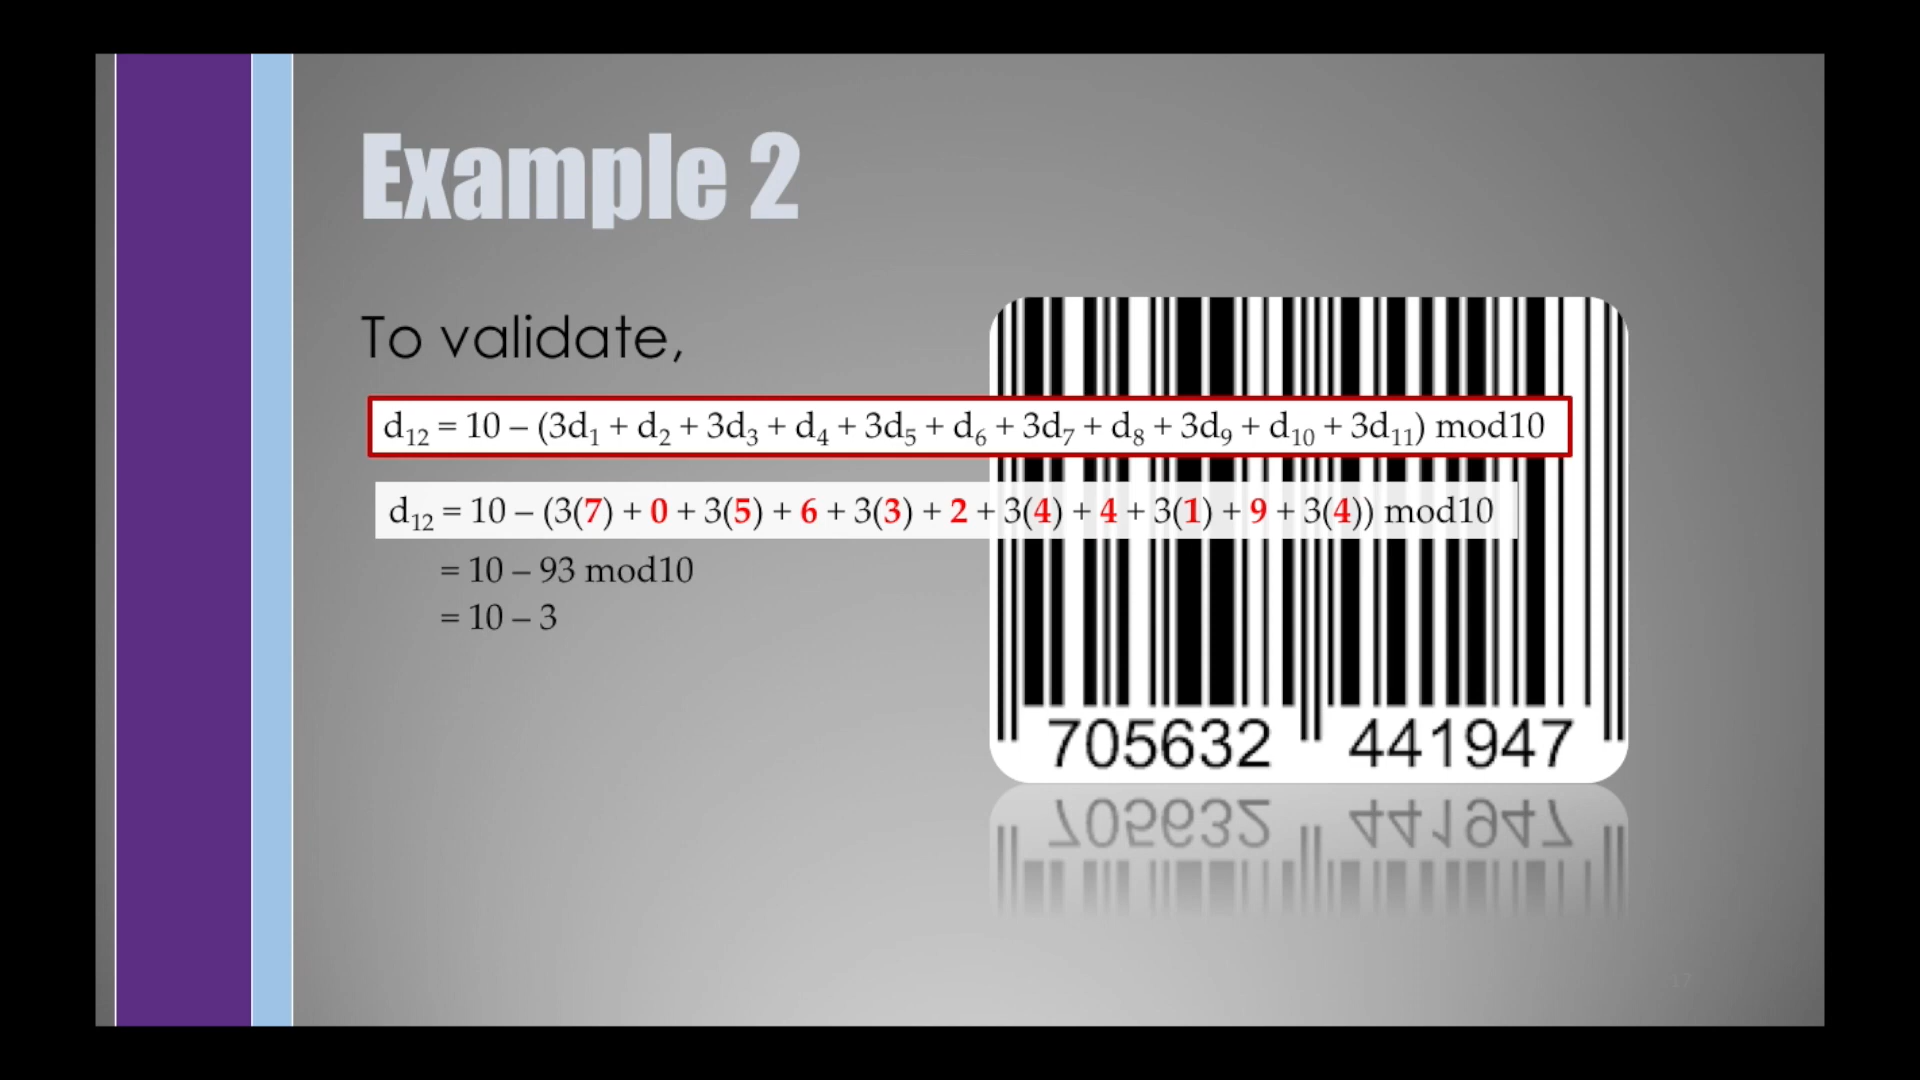 Example 2
To validate,
d₁₂ = 10 – (3d₁ + d₂ + 3d₃ + d₄ + 3d₅ + d₆ + 3d₇ + d₈ + 3d₉ + d₁₀ + 3d₁₁) mod10
d₁₂ = 10 – (3(7) + 0 + 3(5) + 6 + 3(3) + 2 + 3(4) + 4 + 3(1) + 9 + 3(4)) mod10
= 10 – 93 mod10
= 10 – 3
705632 441947
17